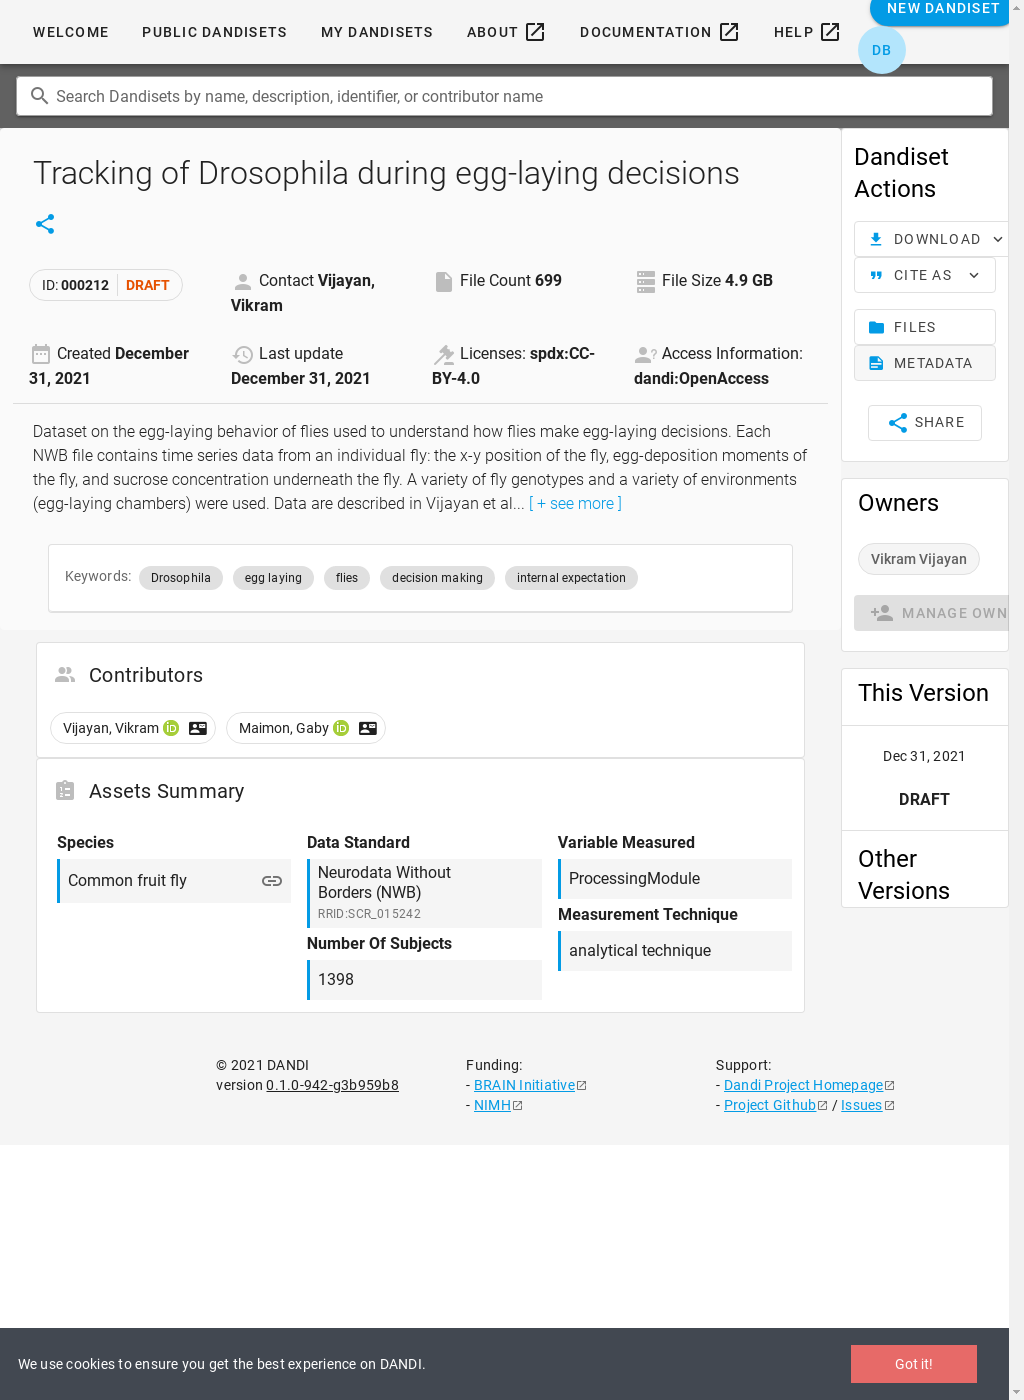 NEW DANDISET
WELCOME
PUBLIC DANDISETS
MY DANDISETS
ABOUT
DOCUMENTATION
HELP
DB
Search Dandisets by name, description, identifier, or contributor name
Tracking of Drosophila during egg-laying decisions
ID: 000212 DRAFT
Contact Vijayan,
Vikram
File Count 699
File Size 4.9 GB
Created December
31, 2021
Last update
December 31, 2021
Licenses: spdx:CC-
BY-4.0
Access Information:
dandi:OpenAccess
Dataset on the egg-laying behavior of flies used to understand how flies make egg-laying decisions. Each
NWB file contains time series data from an individual fly: the x-y position of the fly, egg-deposition moments of
the fly, and sucrose concentration underneath the fly. A variety of fly genotypes and a variety of environments
(egg-laying chambers) were used. Data are described in Vijayan et al... [ + see more ]
Keywords: Drosophila egg laying flies decision making internal expectation
Contributors
Vijayan, Vikram
Maimon, Gaby
Assets Summary
Species
Common fruit fly
Data Standard
Neurodata Without
Borders (NWB)
RRID:SCR_015242
Number Of Subjects
1398
Variable Measured
ProcessingModule
Measurement Technique
analytical technique
Dandiset
Actions
DOWNLOAD
CITE AS
FILES
METADATA
SHARE
Owners
Vikram Vijayan
MANAGE OWN
This Version
Dec 31, 2021
DRAFT
Other
Versions
© 2021 DANDI
version 0.1.0-942-g3b959b8
Funding:
- BRAIN Initiative
- NIMH
Support:
- Dandi Project Homepage
- Project Github / Issues
We use cookies to ensure you get the best experience on DANDI.
Got it!